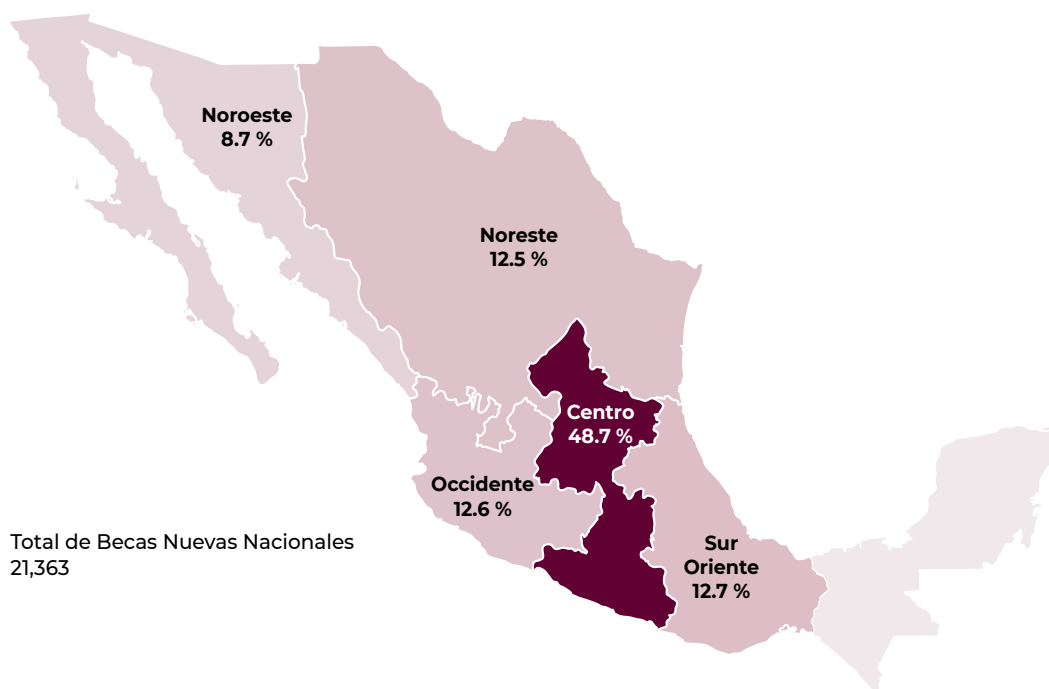 Noroeste
8.7 %
Noreste
12.5 %
Centro
48.7 %
Occidente
12.6 %
Sur
Oriente
12.7 %
Total de Becas Nuevas Nacionales
21,363